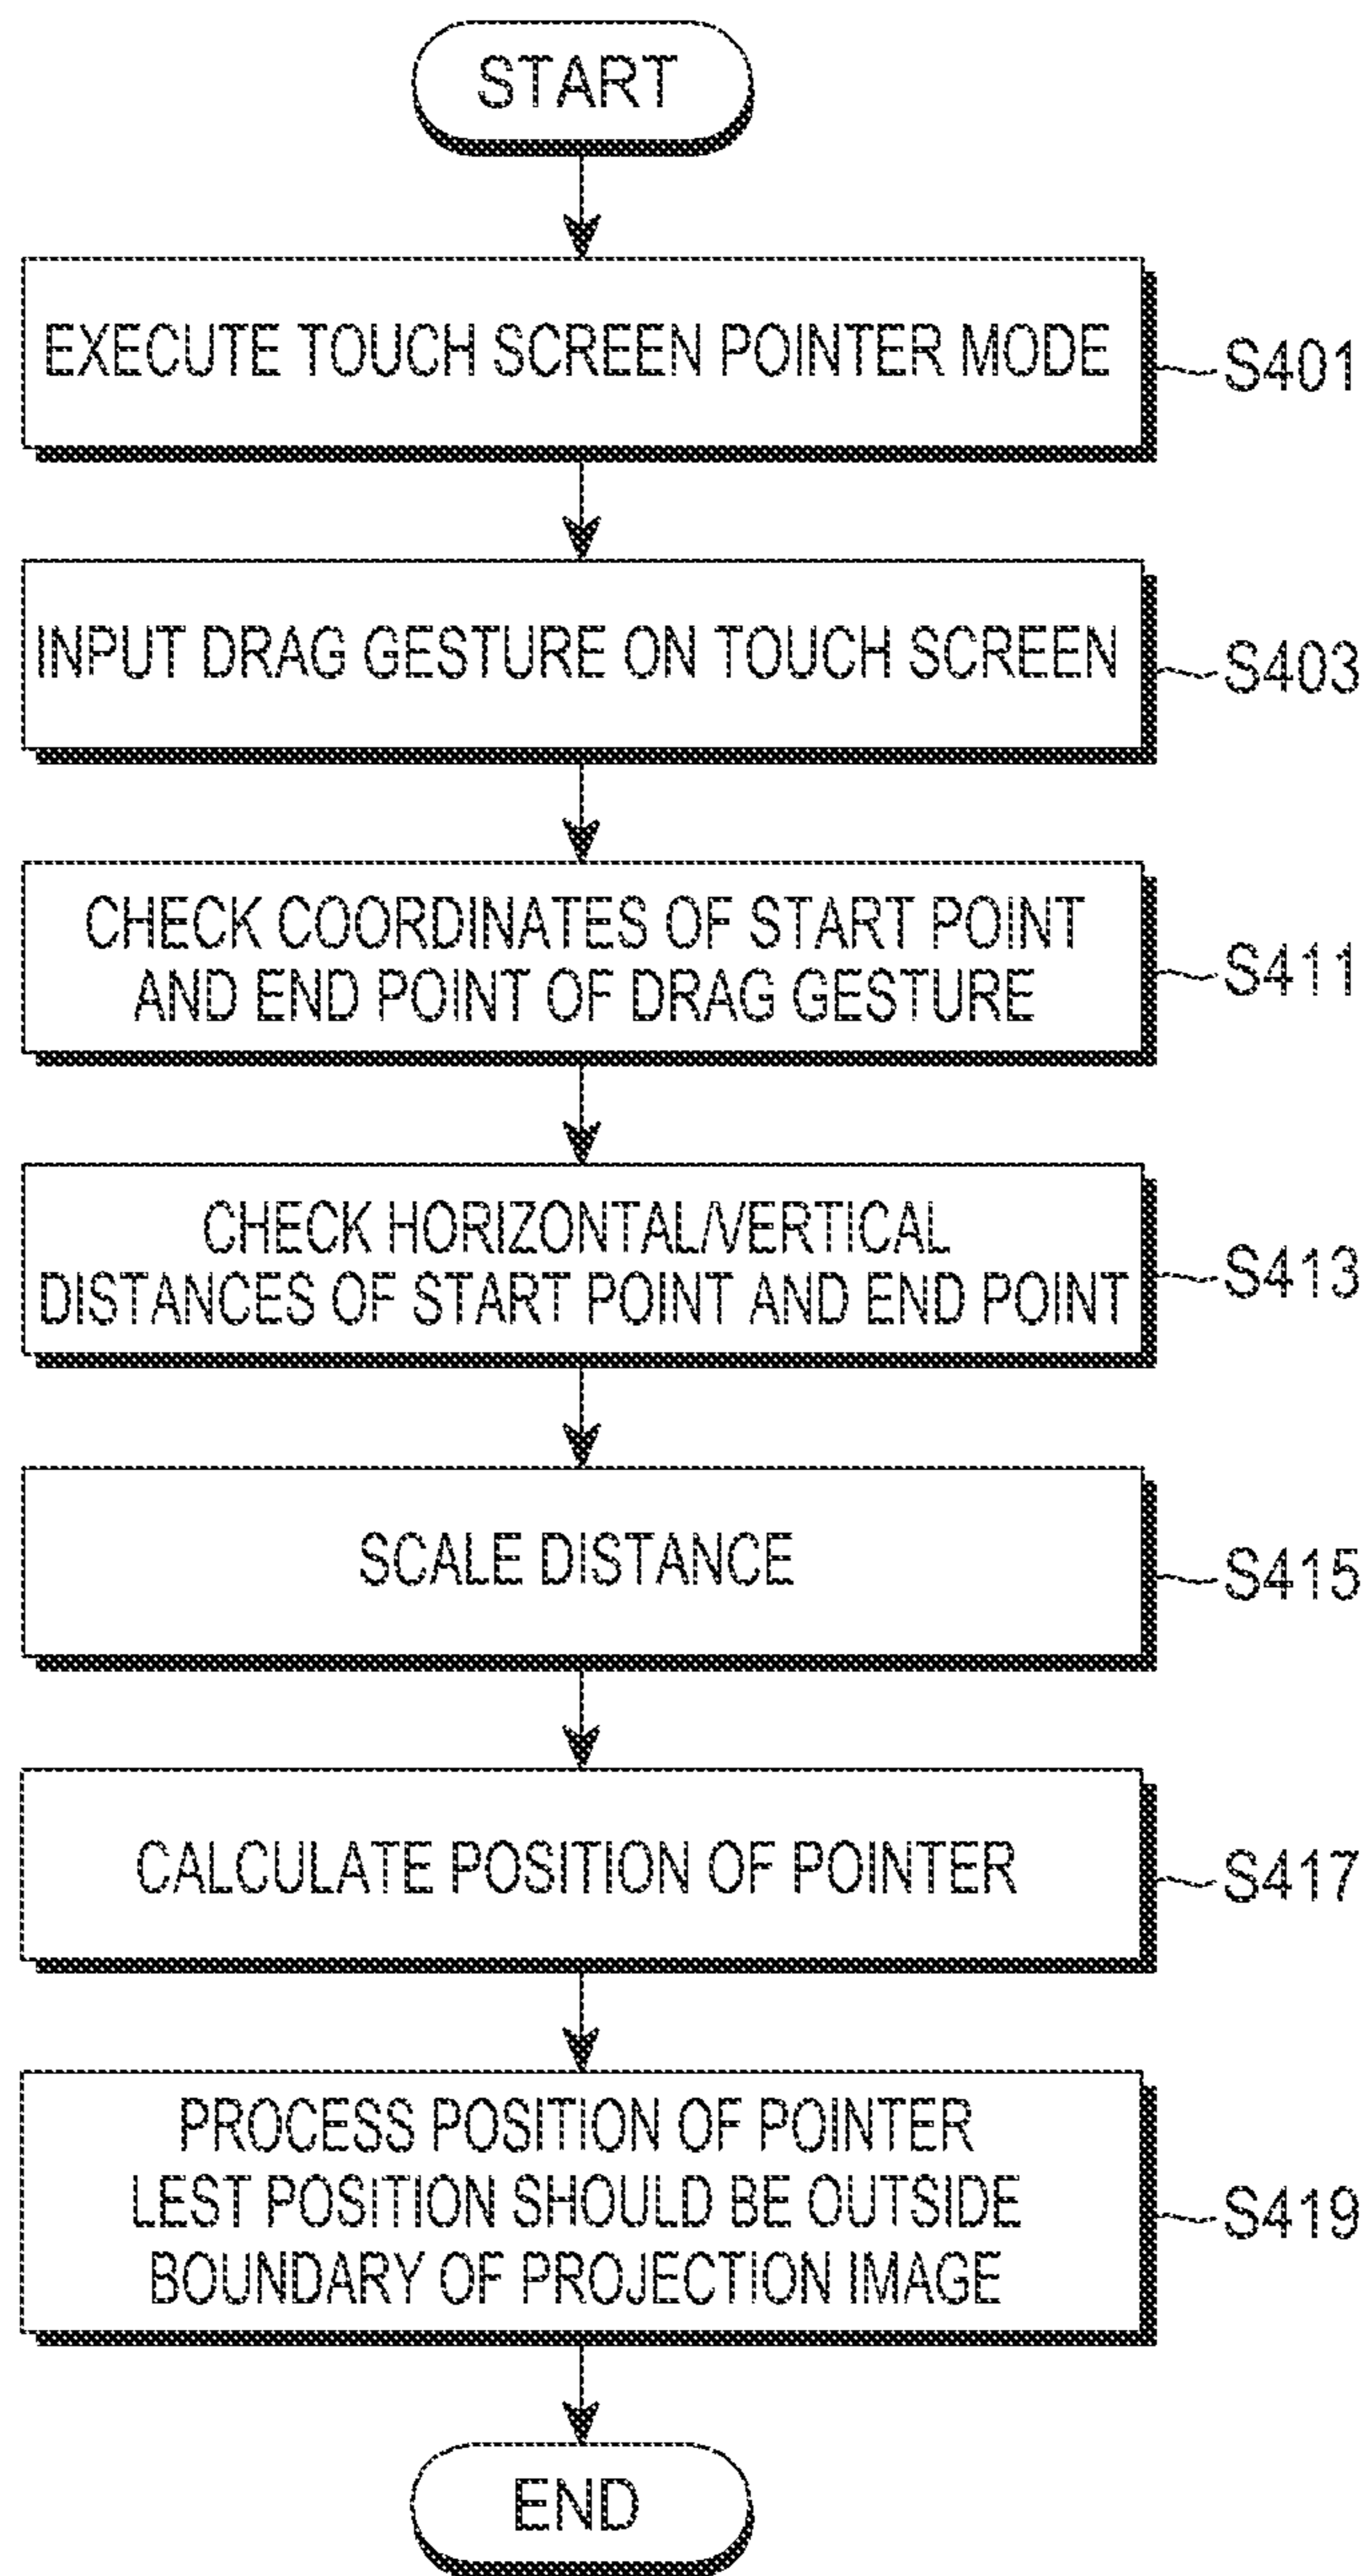 START
EXECUTE TOUCH SCREEN POINTER MODE
S401
INPUT DRAG GESTURE ON TOUCH SCREEN
S403
CHECK COORDINATES OF START POINT
AND END POINT OF DRAG GESTURE
S411
CHECK HORIZONTAL/VERTICAL
DISTANCES OF START POINT AND END POINT
S413
SCALE DISTANCE
S415
CALCULATE POSITION OF POINTER
S417
PROCESS POSITION OF POINTER
LEST POSITION SHOULD BE OUTSIDE
BOUNDARY OF PROJECTION IMAGE
S419
END